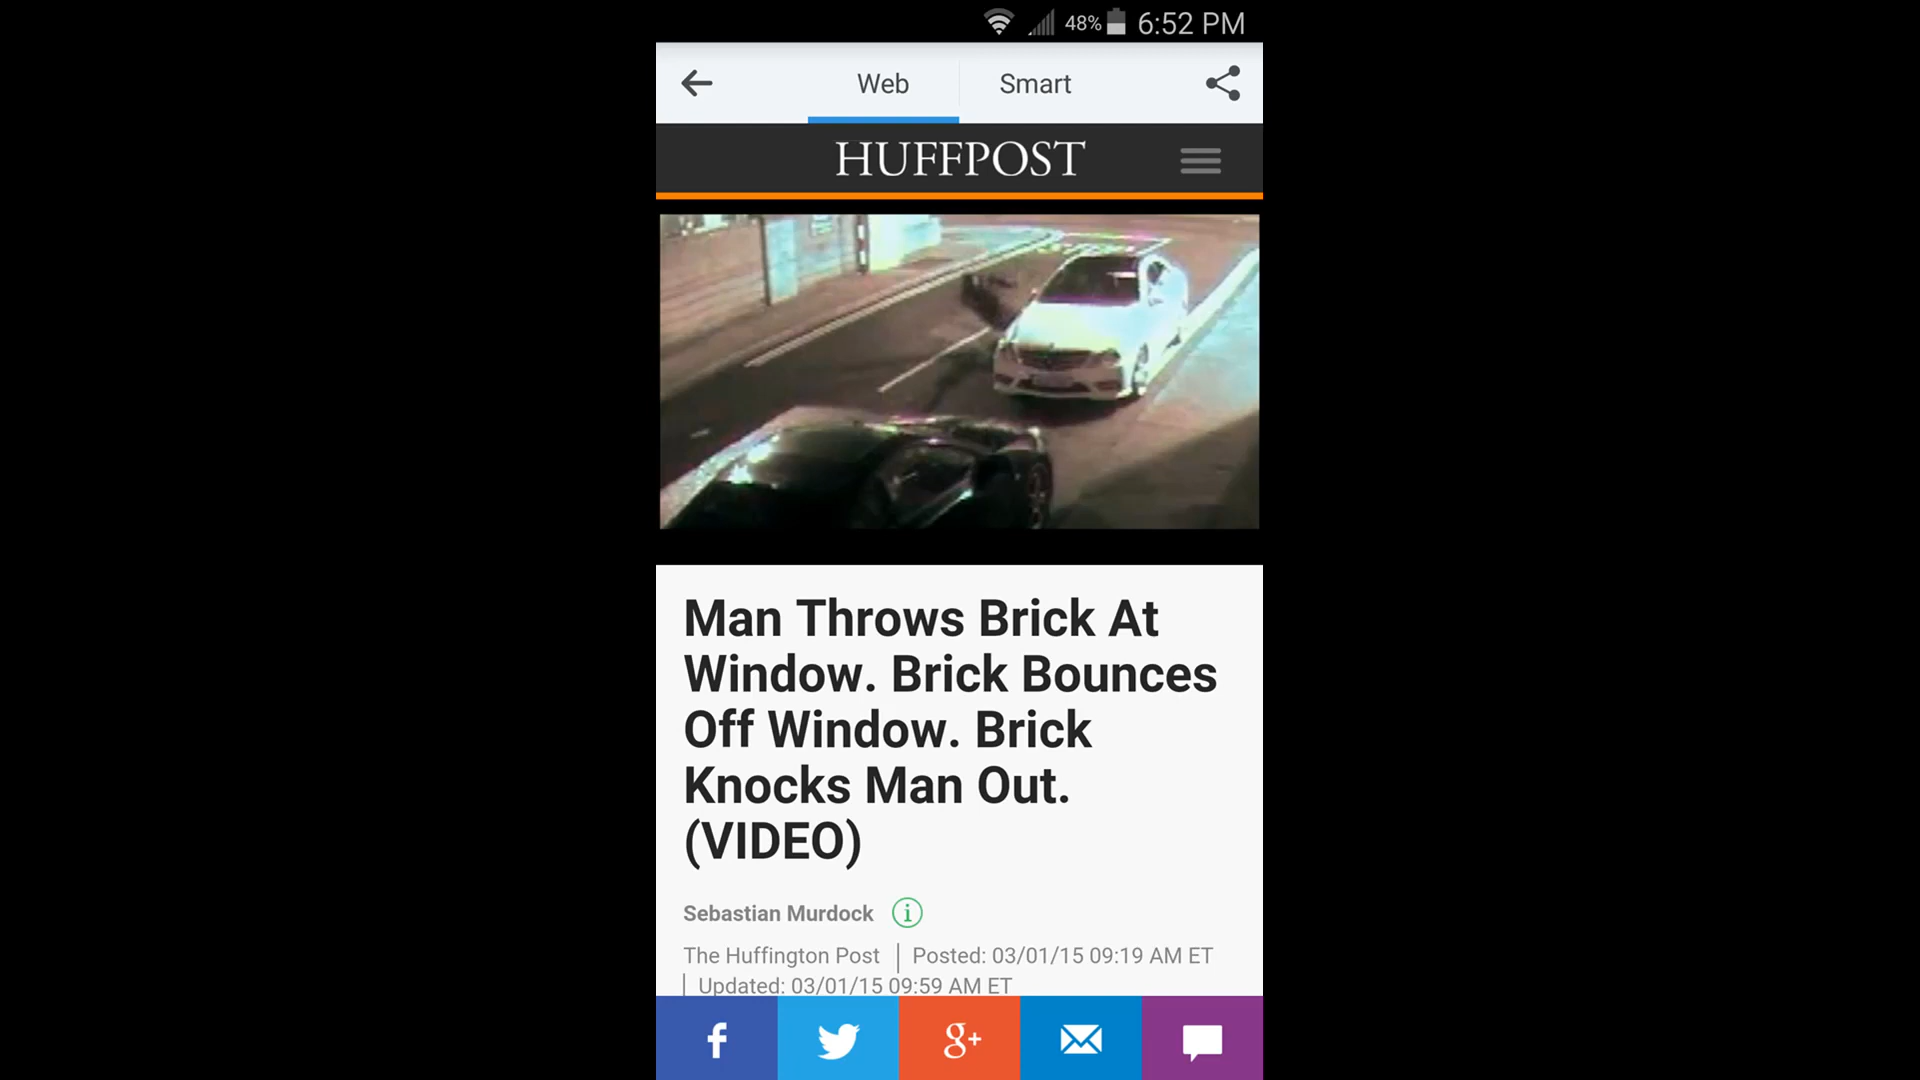 48% 6:52 PM
Web Smart
HUFFPOST
Man Throws Brick At
Window. Brick Bounces
Off Window. Brick
Knocks Man Out.
(VIDEO)
Sebastian Murdock i
The Huffington Post | Posted: 03/01/15 09:19 AM ET
| Updated: 03/01/15 09:59 AM ET
f g+